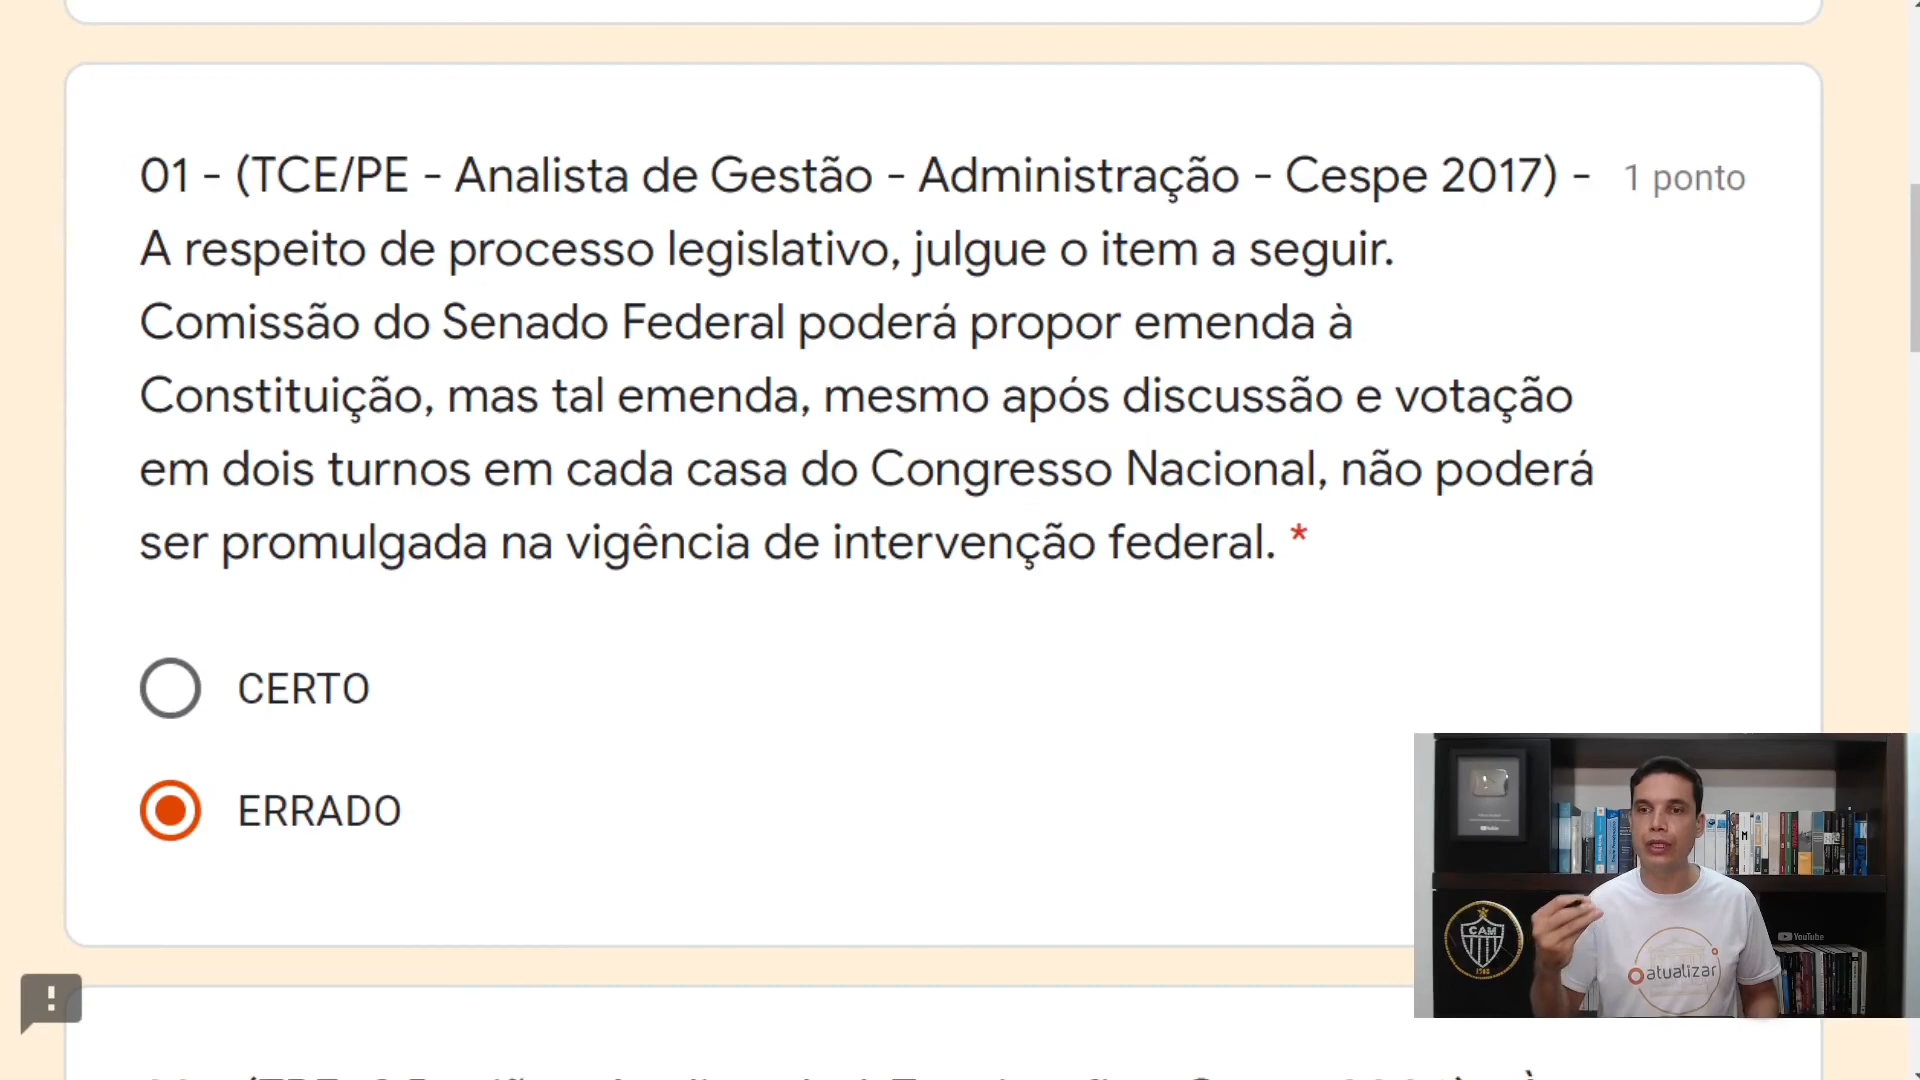 01 - (TCE/PE - Analista de Gestão - Administração - Cespe 2017) - 1 ponto
A respeito de processo legislativo, julgue o item a seguir.
Comissão do Senado Federal poderá propor emenda à
Constituição, mas tal emenda, mesmo após discussão e votação
em dois turnos em cada casa do Congresso Nacional, não poderá
ser promulgada na vigência de intervenção federal. *
CERTO
ERRADO
CAM
YouTube
atualizar